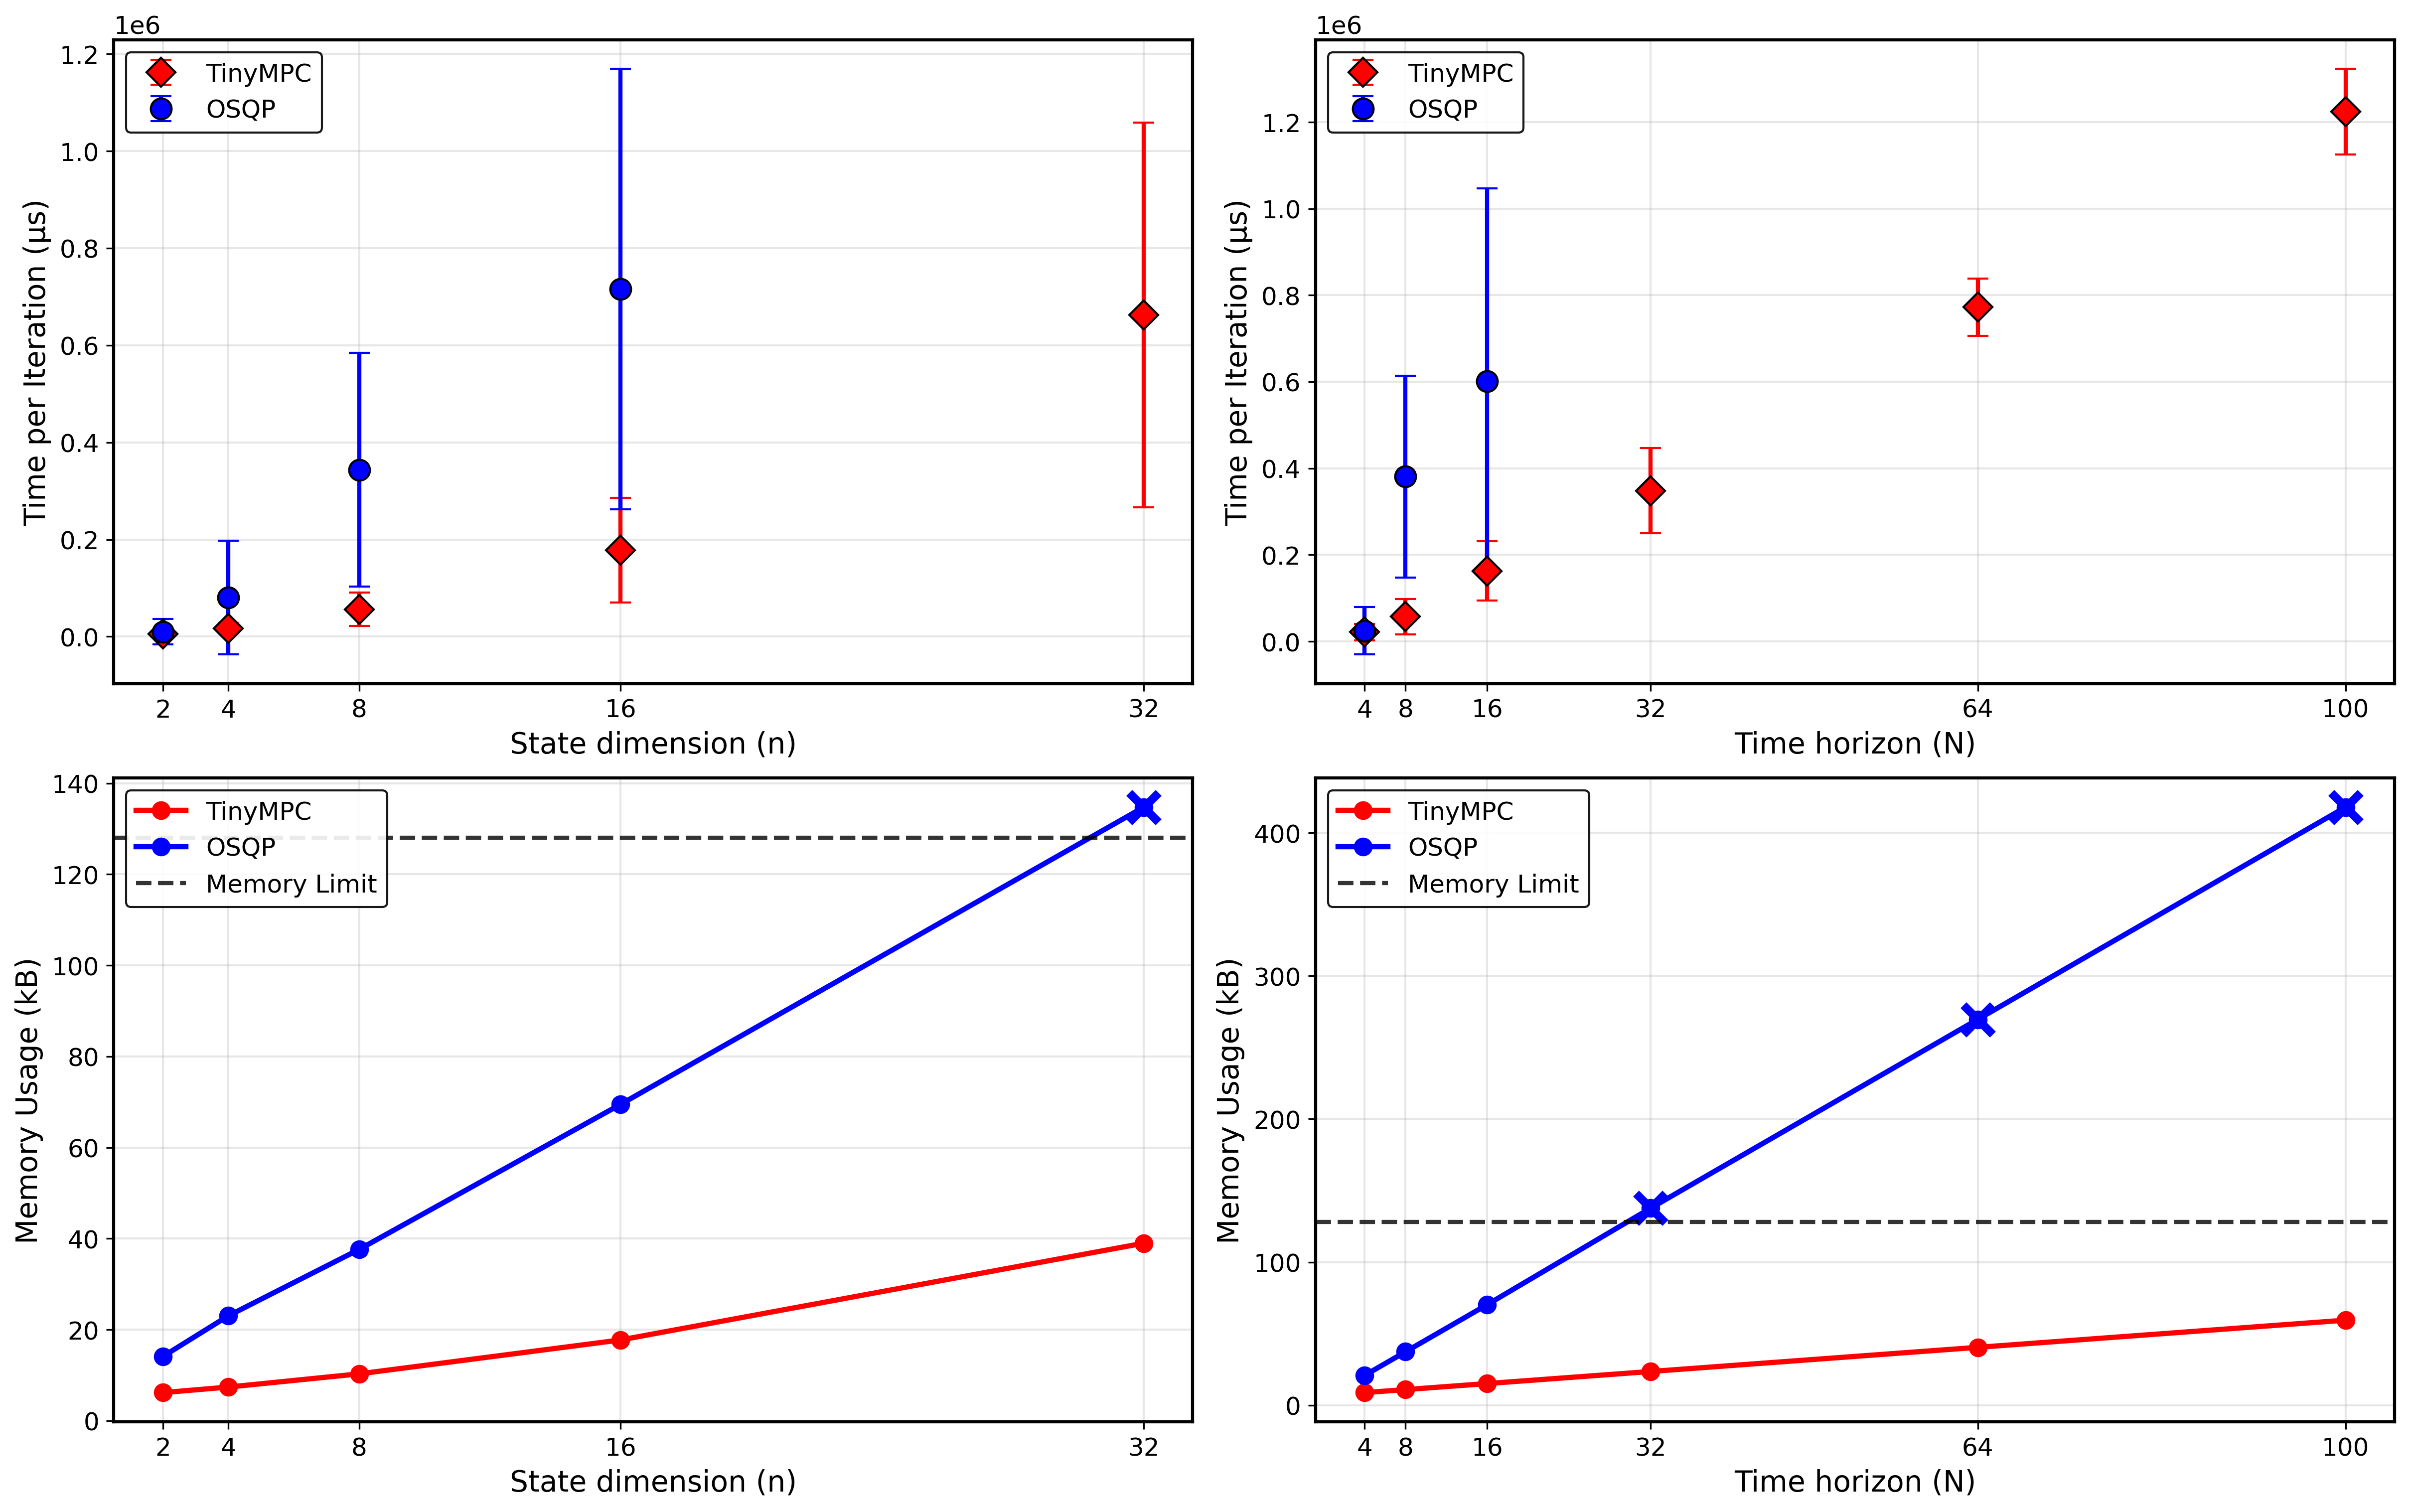 1e6
1.2
1.0
0.8
0.6
0.4
0.2
0.0
Time per Iteration (μs)
TinyMPC
OSQP
2 4 8 16 32
State dimension (n)
1e6
1.2
1.0
0.8
0.6
0.4
0.2
0.0
Time per Iteration (μs)
TinyMPC
OSQP
4 8 16 32 64 100
Time horizon (N)
140
120
100
80
60
40
20
0
Memory Usage (kB)
TinyMPC
OSQP
Memory Limit
2 4 8 16 32
State dimension (n)
400
300
200
100
0
Memory Usage (kB)
TinyMPC
OSQP
Memory Limit
4 8 16 32 64 100
Time horizon (N)